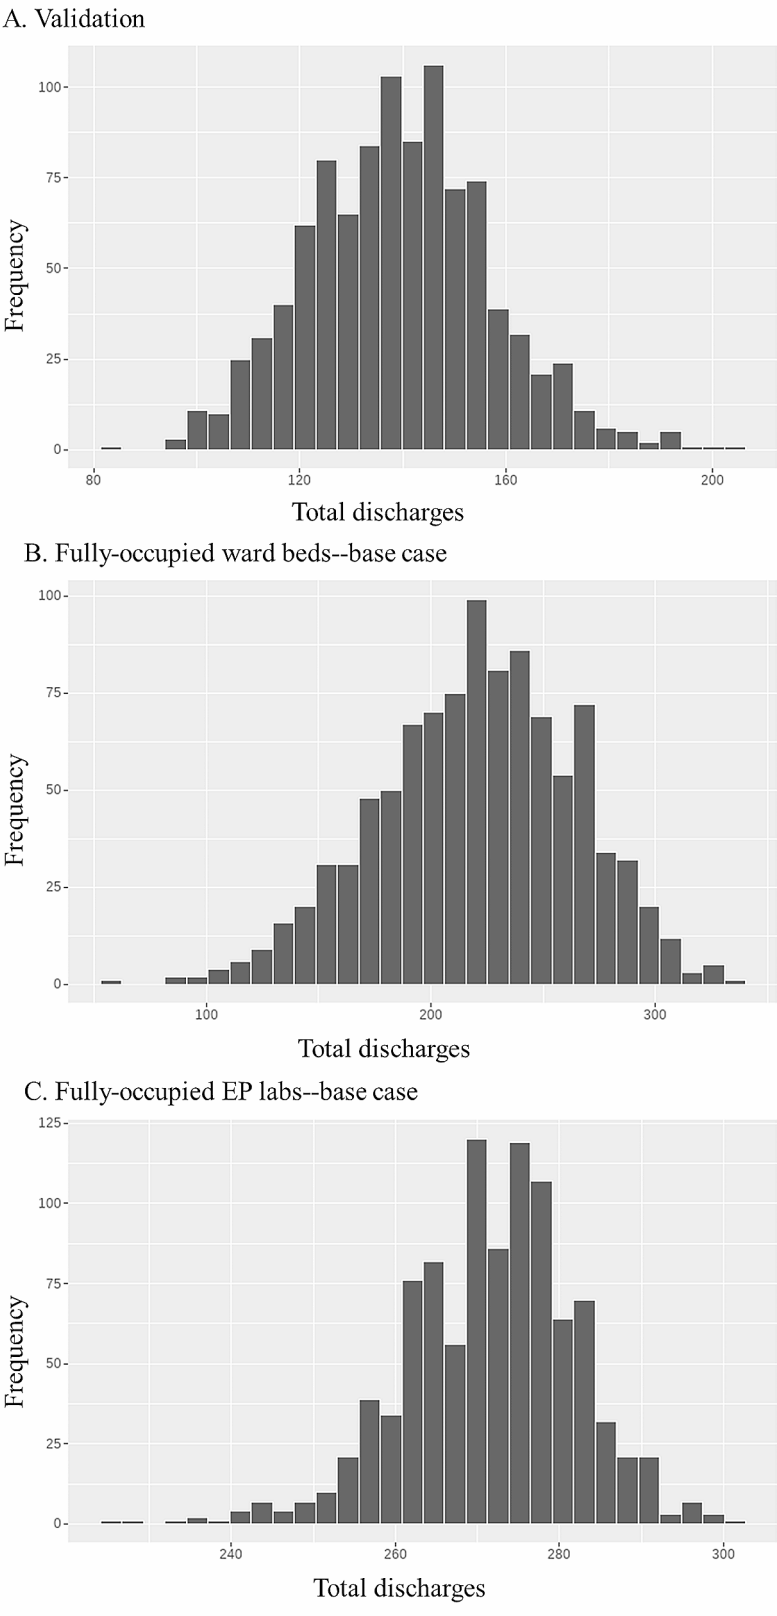 A. Validation
100
75
50
25
0
Frequency
80 120 160 200
Total discharges
B. Fully-occupied ward beds--base case
100
75
50
25
0
Frequency
100 200 300
Total discharges
C. Fully-occupied EP labs--base case
125
100
75
50
25
0
Frequency
240 260 280 300
Total discharges